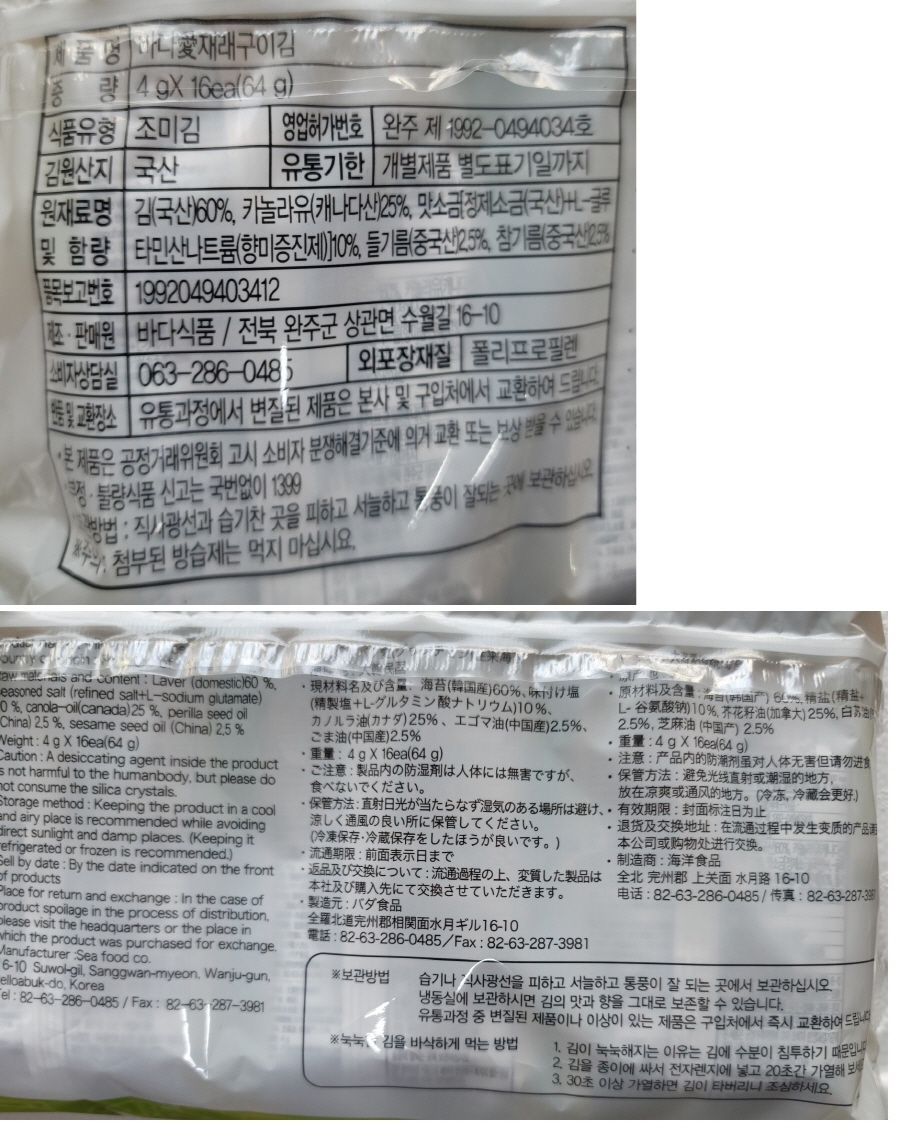 제 품 명 바다愛재래구이김
중 량 4 gX 16ea(64 g)
식품유형 조미김 영업허가번호 완주 제 1992-0494034호
김원산지 국산 유통기한 개별제품 별도표기일까지
원재료명 김(국산)60%, 카놀라유(캐나다산)25%, 맛소금[정제소금(국산)+L-글루
및 함량 타민산나트륨(향미증진제)]10%, 들기름(중국산)2.5%, 참기름(중국산)2.5%
품목보고번호 1992049403412
제조·판매원 바다식품 / 전북 완주군 상관면 수월길 16-10
소비자상담실 063-286-0485 외포장재질 폴리프로필렌
반품 및 교환장소 유통과정에서 변질된 제품은 본사 및 구입처에서 교환하여 드립니다.
·본 제품은 공정거래위원회 고시 소비자 분쟁해결기준에 의거 교환 또는 보상 받을 수 있습니다.
·불량식품 신고는 국번없이 1399
방법 : 직사광선과 습기찬 곳을 피하고 서늘하고 통풍이 잘되는 곳에 보관하십시오.
첨부된 방습제는 먹지 마십시오.
raw materials and content : Laver (domestic)60 %,
seasoned salt (refined salt+L-sodium glutamate)
0 %, canola-oil(canada)25 %, perilla seed oil
China) 2.5 %, sesame seed oil (China) 2.5 %
Weight : 4 g X 16ea(64 g)
Caution : A desiccating agent inside the product
is not harmful to the humanbody, but please do
not consume the silica crystals.
Storage method : Keeping the product in a cool
and airy place is recommended while avoiding
direct sunlight and damp places. (Keeping it
refrigerated or frozen is recommended.)
Sell by date : By the date indicated on the front
of products
Place for return and exchange : In the case of
product spoilage in the process of distribution,
please visit the headquarters or the place in
which the product was purchased for exchange.
Manufacturer :Sea food co.
6-10 Suwol-gil, Sanggwan-myeon, Wanju-gun,
elloabuk-do, Korea
Tel : 82-63-286-0485 / Fax : 82-63-287-3981
· 現材料名及び含量 : 海苔(韓国産)60%、味付け塩
(精製塩+L-グルタミン酸ナトリウム)10%、
カノルラ油(カナダ)25%、エゴマ油(中国産)2.5%、
ごま油(中国産)2.5%
· 重量 : 4 g X 16ea(64 g)
· ご注意 : 製品内の防湿剤は人体には無害ですが、
食べないでください。
· 保管方法 : 直射日光が当たらなず湿気のある場所は避け、
涼しく通風の良い所に保管してください。
(冷凍保存·冷蔵保存をしたほうが良いです。)
· 流通期限 : 前面表示日まで
· 返品及び交換について : 流通過程の上、変質した製品は
本社及び購入先にて交換させていただきます。
· 製造元 : バダ食品
全羅北道完州郡相関面水月ギル16-10
電話 : 82-63-286-0485／Fax : 82-63-287-3981
· 原材料及含量 : 海苔(韩国产) 60%, 精盐(精盐+
L- 谷氨酸钠)10%, 芥花籽油(加拿大) 25%, 白苏油
2.5%, 芝麻油 (中国产) 2.5%
· 重量 : 4 g X 16ea(64 g)
· 注意 : 产品内的防潮剂虽对人体无害但请勿进食
· 保管方法 : 避免光线直射或潮湿的地方,
放在凉爽或通风的地方。(冷冻, 冷藏会更好.)
· 有效期限 : 封面标注日为止
· 退货及交换地址 : 在流通过程中发生变质的产品
本公司或购物处进行交换。
· 制造商 : 海洋食品
全北 完州郡 上关面 水月路 16-10
电话 : 82-63-286-0485 / 传真 : 82-63-287-398
※보관방법 습기나 직사광선을 피하고 서늘하고 통풍이 잘 되는 곳에서 보관하십시오.
냉동실에 보관하시면 김의 맛과 향을 그대로 보존할 수 있습니다.
유통과정 중 변질된 제품이나 이상이 있는 제품은 구입처에서 즉시 교환하여 드립니다
※눅눅한 김을 바삭하게 먹는 방법 1. 김이 눅눅해지는 이유는 김에 수분이 침투하기 때문입니다
2. 김을 종이에 싸서 전자렌지에 넣고 20초간 가열해 보세요
3. 30초 이상 가열하면 김이 타버리니 조심하세요.